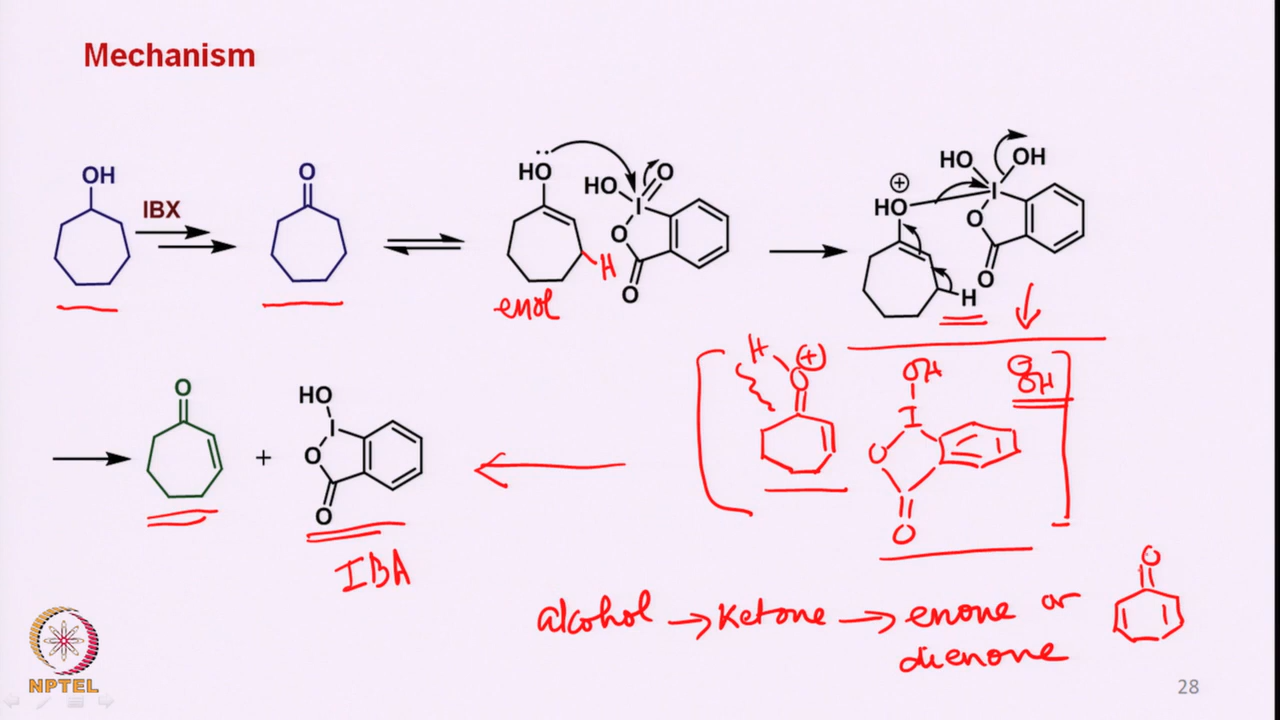 Mechanism
OH
IBX
O
HO
HO
O
I
O
O
H
enol
HO
OH
⊕
HO
I
O
O
H
O
+
HO
I
O
O
IBA
H
⊕
O
OH
I
O
O
⊖
OH
alcohol → Ketone → enone or
dienone
O
NPTEL
28